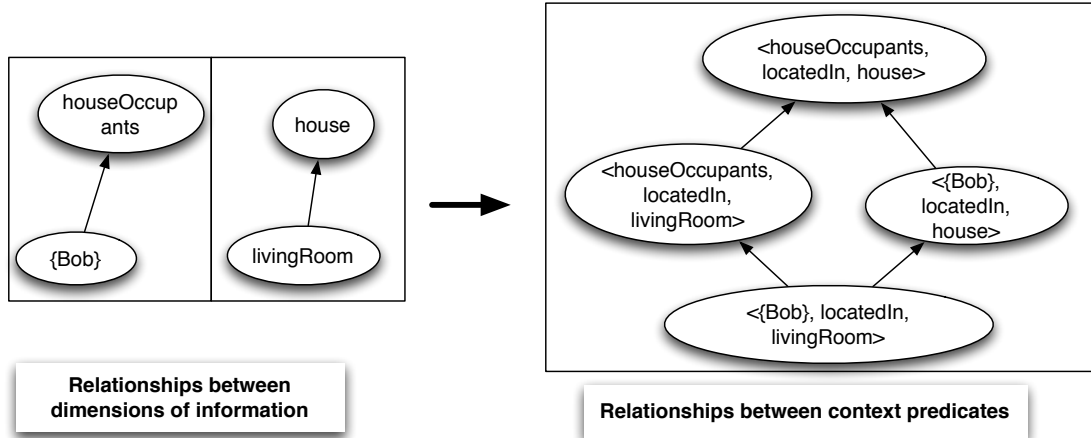 houseOccup
ants
house
{Bob}
livingRoom
Relationships between
dimensions of information
<houseOccupants,
locatedIn, house>
<houseOccupants,
locatedIn,
livingRoom>
<{Bob},
locatedIn,
house>
<{Bob}, locatedIn,
livingRoom>
Relationships between context predicates